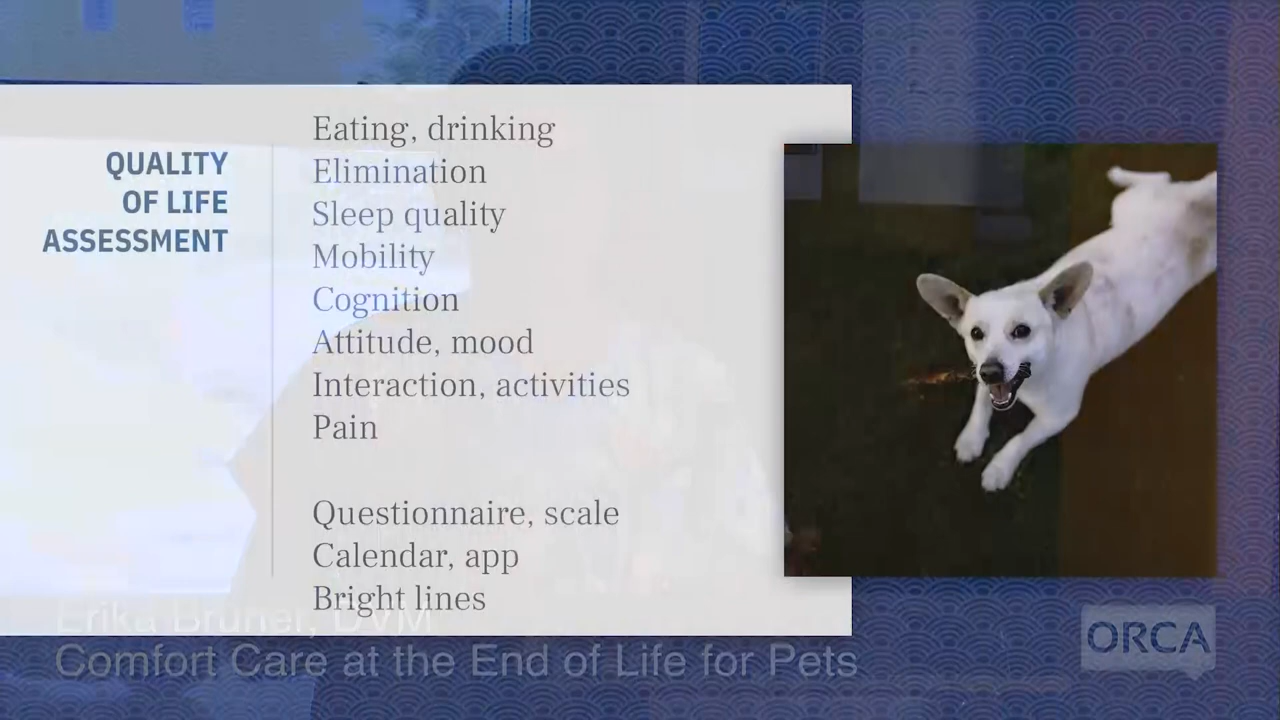 QUALITY
OF LIFE
ASSESSMENT
Eating, drinking
Elimination
Sleep quality
Mobility
Cognition
Attitude, mood
Interaction, activities
Pain
Questionnaire, scale
Calendar, app
Bright lines
Erika Bruner, DVM
Comfort Care at the End of Life for Pets
ORCA